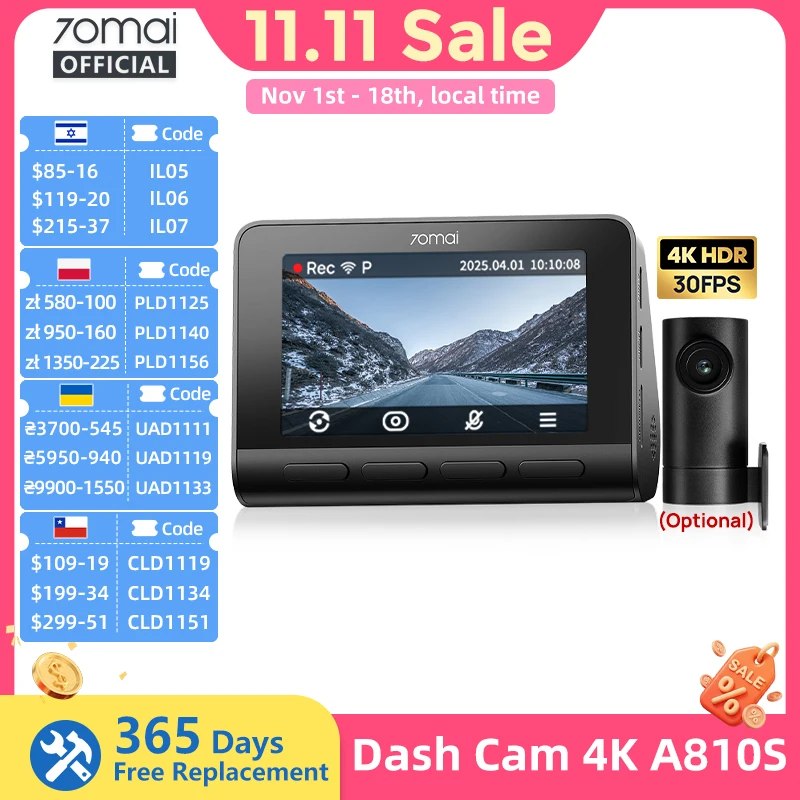 70mai
OFFICIAL
11.11 Sale
Nov 1st - 18th, local time
Code
$85-16 IL05
$119-20 IL06
$215-37 IL07
Code
zł 580-100 PLD1125
zł 950-160 PLD1140
zł 1350-225 PLD1156
Code
₴3700-545 UAD1111
₴5950-940 UAD1119
₴9900-1550 UAD1133
Code
$109-19 CLD1119
$199-34 CLD1134
$299-51 CLD1151
70mai
Rec P 2025.04.01 10:10:08
4K HDR
30FPS
(Optional)
SALE
%
365 Days
Free Replacement
Dash Cam 4K A810S